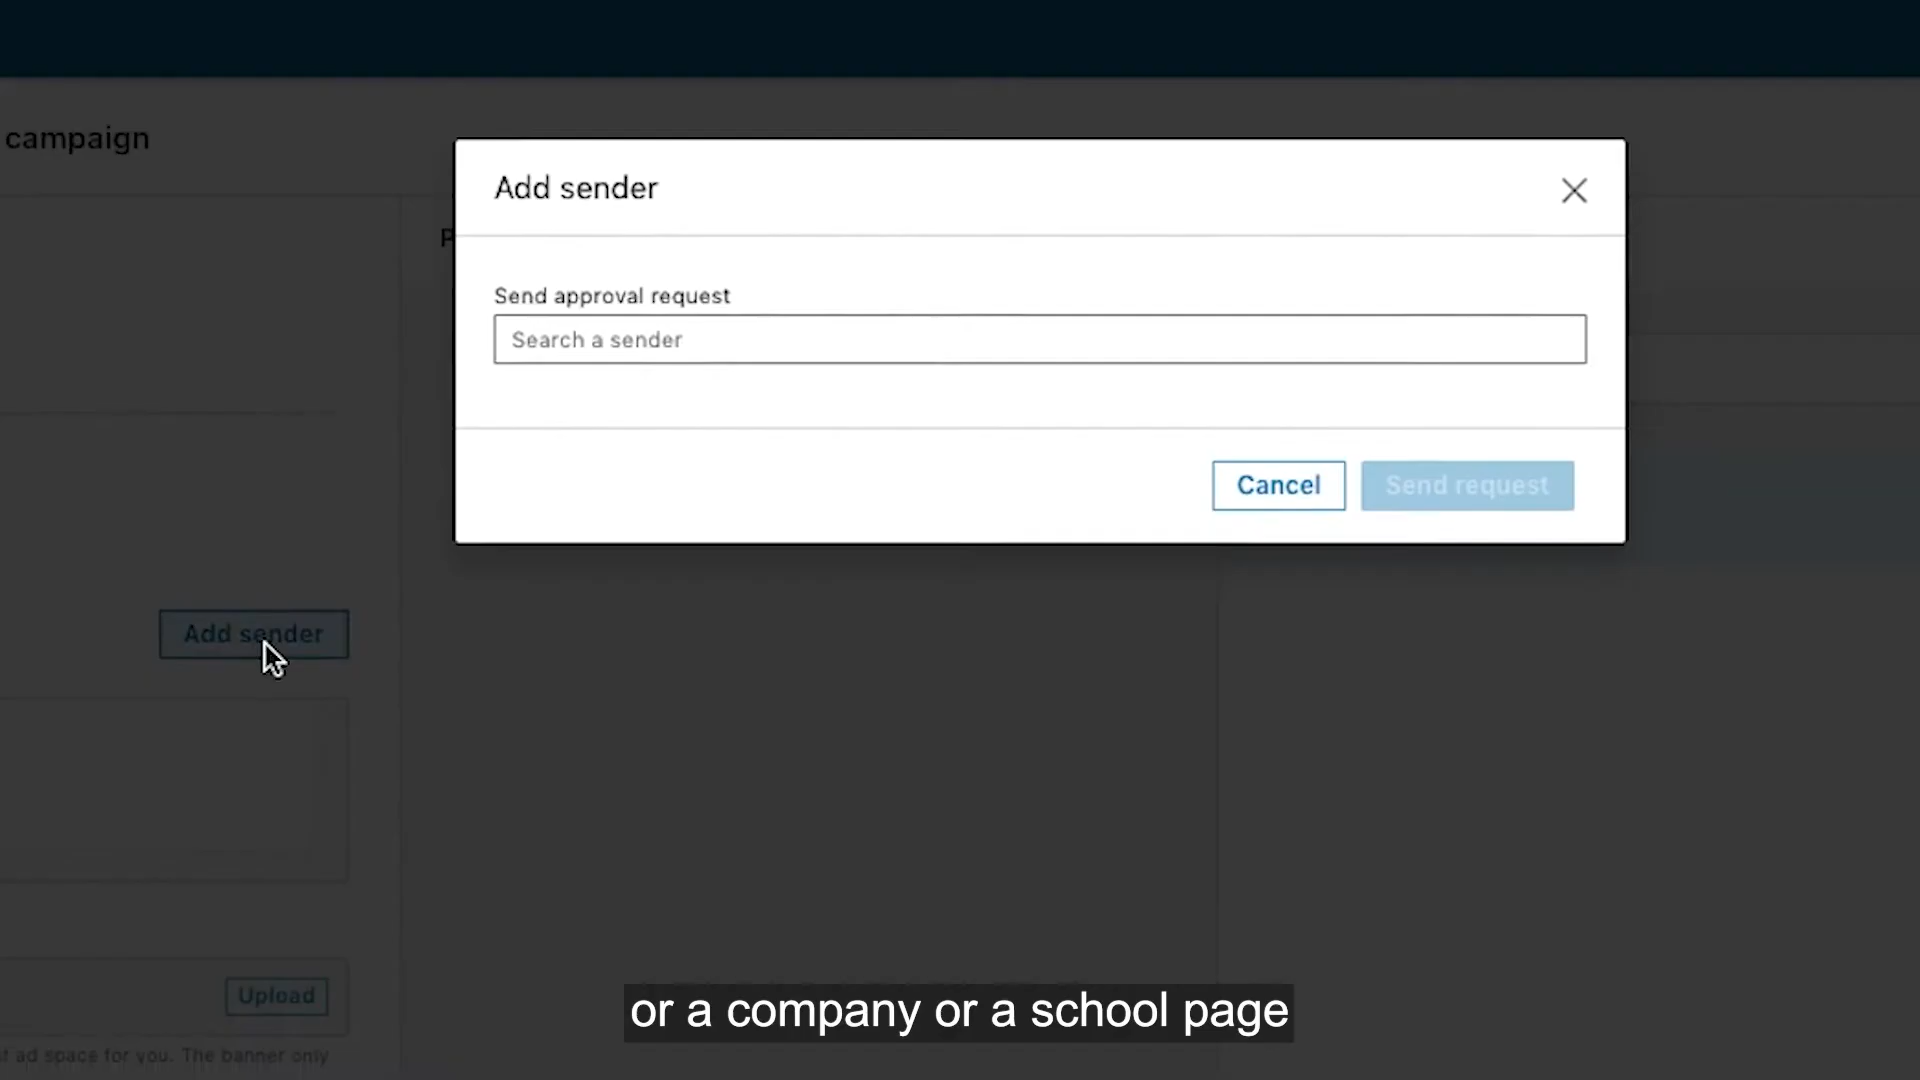 campaign
Add sender
Send approval request
Search a sender
Cancel
Send request
Add sender
Upload
ad space for you. The banner only
or a company or a school page